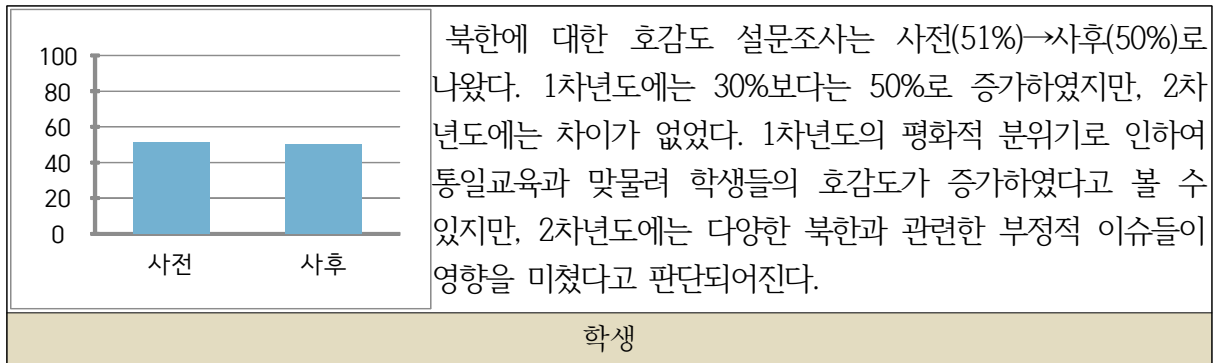 100
80
60
40
20
0
사전 사후
북한에 대한 호감도 설문조사는 사전(51%)→사후(50%)로
나왔다. 1차년도에는 30%보다는 50%로 증가하였지만, 2차
년도에는 차이가 없었다. 1차년도의 평화적 분위기로 인하여
통일교육과 맞물려 학생들의 호감도가 증가하였다고 볼 수
있지만, 2차년도에는 다양한 북한과 관련한 부정적 이슈들이
영향을 미쳤다고 판단되어진다.
학생